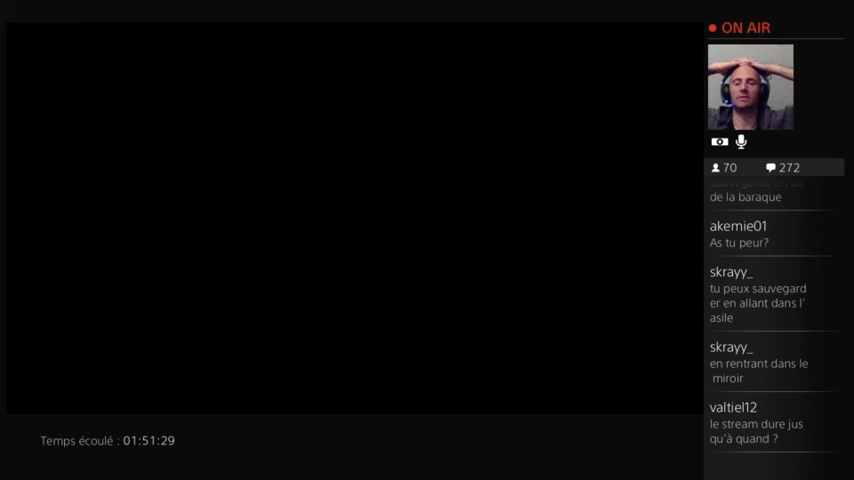 ON AIR
70 272
de la baraque
akemie01
As tu peur?
skrayy_
tu peux sauvegard
er en allant dans l'
asile
skrayy_
en rentrant dans le
miroir
valtiel12
le stream dure jus
qu'à quand ?
Temps écoulé : 01:51:29